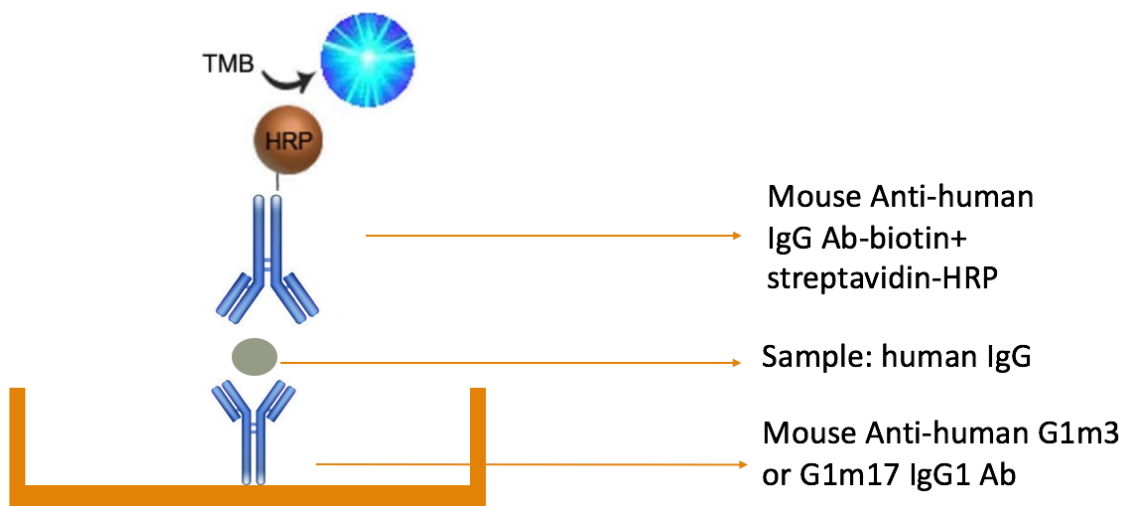 TMB
HRP
Mouse Anti-human
IgG Ab-biotin+
streptavidin-HRP
Sample: human IgG
Mouse Anti-human G1m3
or G1m17 IgG1 Ab